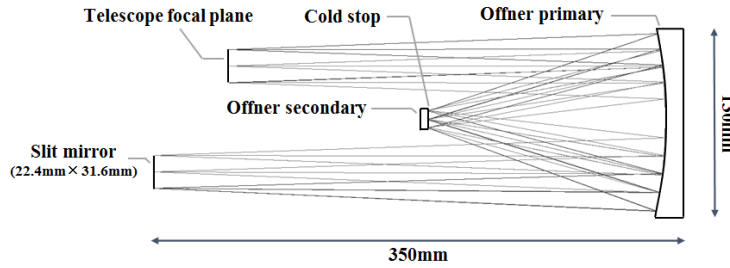 Offner primary
Cold stop
Telescope focal plane
Offner secondary
Slit mirror
(22.4mm×31.6mm)
150mm
350mm